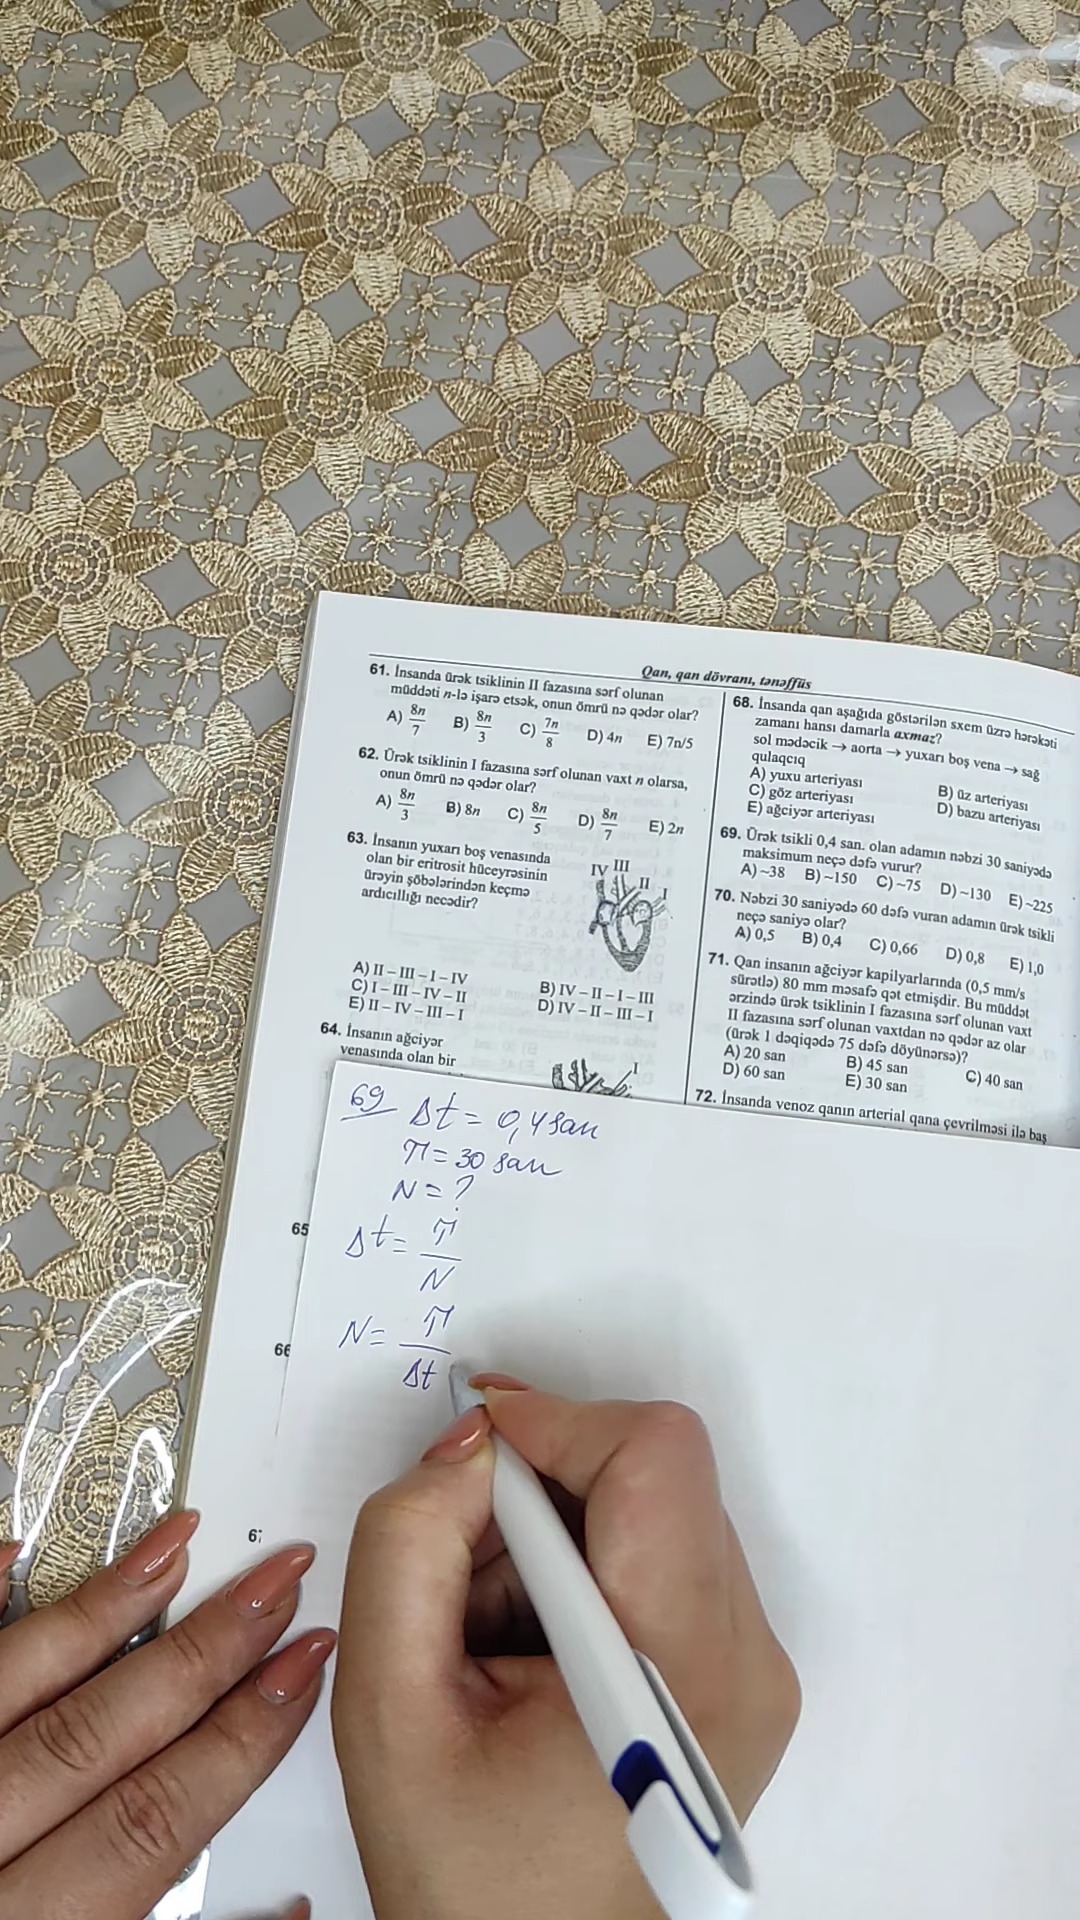 Qan, qan dövranı, tənəffüs
61. İnsanda ürək tsiklinin II fazasına sərf olunan
müddəti n-lə işarə etsək, onun ömrü nə qədər olar?
A) 8n/7 B) 8n/3 C) 7n/8 D) 4n E) 7n/5
62. Ürək tsiklinin I fazasına sərf olunan vaxt n olarsa,
onun ömrü nə qədər olar?
A) 8n/3 B) 8n C) 8n/5 D) 8n/7 E) 2n
63. İnsanın yuxarı boş venasında
olan bir eritrosit hüceyrəsinin
ürəyin şöbələrindən keçmə
ardıcıllığı necədir?
IV III II I
A) II – III – I – IV B) IV – II – I – III
C) I – III – IV – II D) IV – II – III – I
E) II – IV – III – I
64. İnsanın ağciyər
venasında olan bir
I
65
66
67
68. İnsanda qan aşağıda göstərilən sxem üzrə hərəkəti
zamanı hansı damarla axmaz?
sol mədəcik → aorta → yuxarı boş vena → sağ
qulaqcıq
A) yuxu arteriyası B) üz arteriyası
C) göz arteriyası D) bazu arteriyası
E) ağciyər arteriyası
69. Ürək tsikli 0,4 san. olan adamın nəbzi 30 saniyədə
maksimum neçə dəfə vurur?
A) ~38 B) ~150 C) ~75 D) ~130 E) ~225
70. Nəbzi 30 saniyədə 60 dəfə vuran adamın ürək tsikli
neçə saniyə olar?
A) 0,5 B) 0,4 C) 0,66 D) 0,8 E) 1,0
71. Qan insanın ağciyər kapilyarlarında (0,5 mm/s
sürətlə) 80 mm məsafə qət etmişdir. Bu müddət
ərzində ürək tsiklinin I fazasına sərf olunan vaxt
II fazasına sərf olunan vaxtdan nə qədər az olar
(ürək 1 dəqiqədə 75 dəfə döyünərsə)?
A) 20 san B) 45 san C) 40 san
D) 60 san E) 30 san
72. İnsanda venoz qanın arterial qana çevrilməsi ilə baş
69 Δt = 0,4 san
π = 30 san
N = ?
Δt = π/N
N = π/Δt